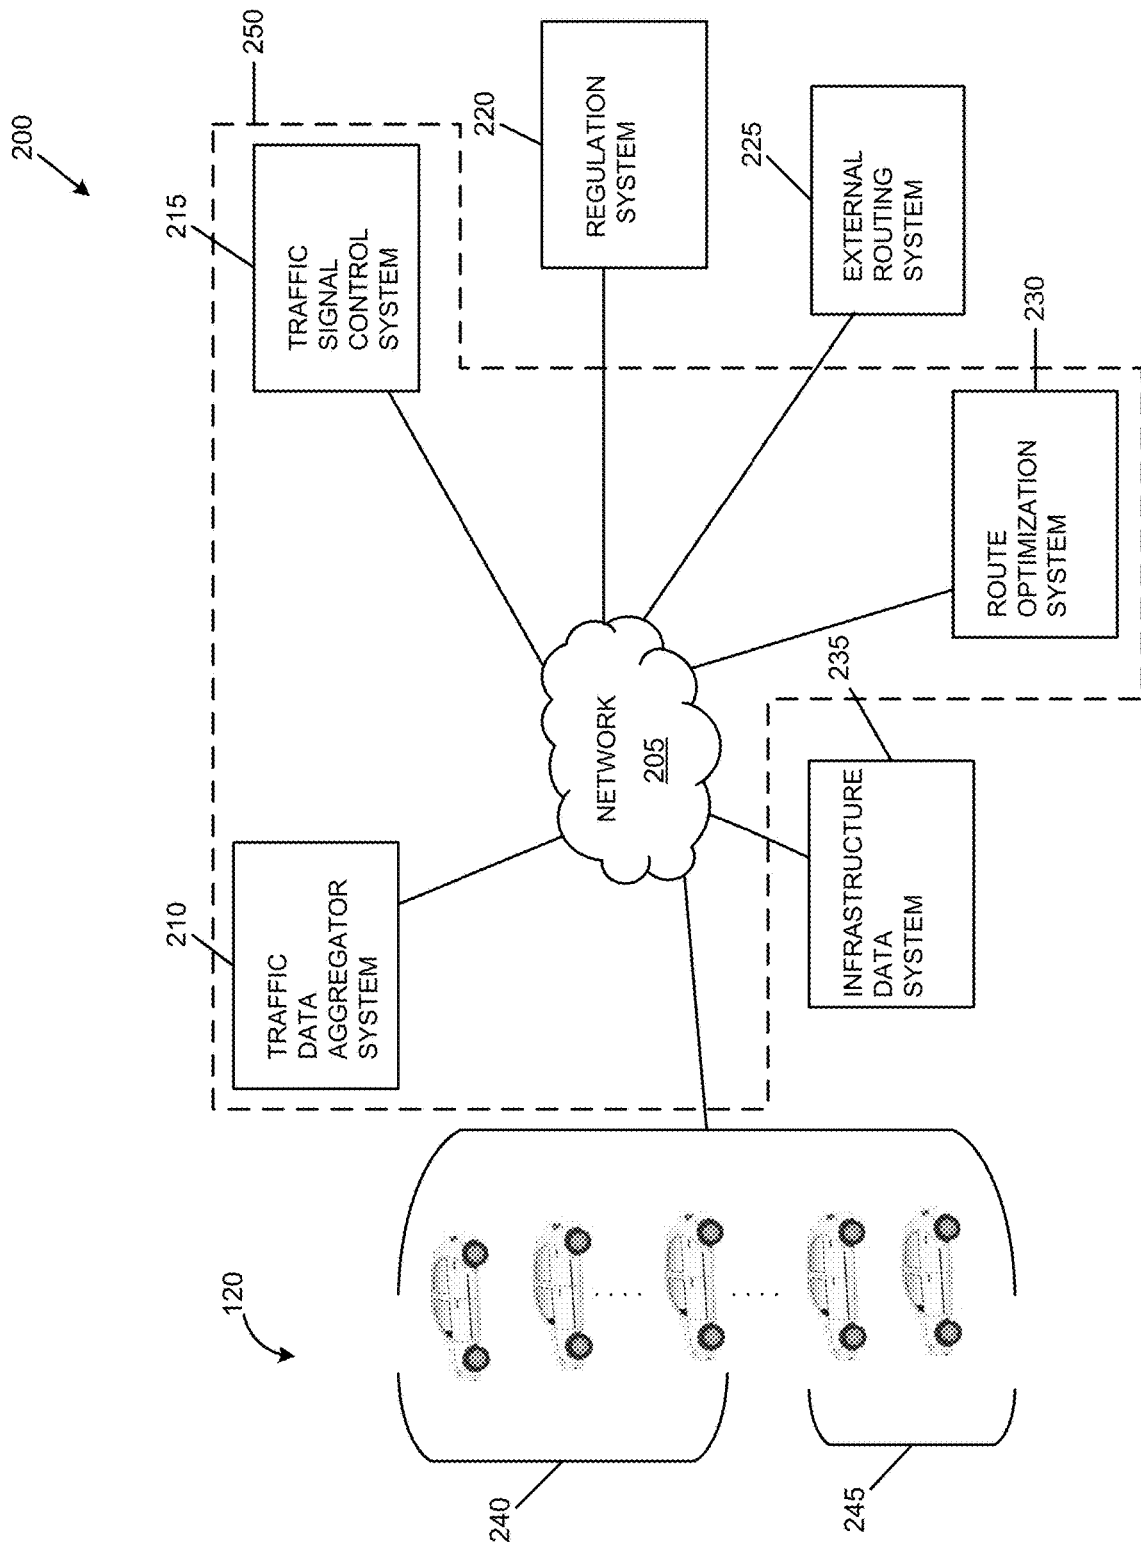 200
120
210
TRAFFIC
DATA
AGGREGATOR
SYSTEM
215
TRAFFIC
SIGNAL
CONTROL
SYSTEM
250
240
245
NETWORK
205
220
REGULATION
SYSTEM
225
EXTERNAL
ROUTING
SYSTEM
235
INFRASTRUCTURE
DATA
SYSTEM
230
ROUTE
OPTIMIZATION
SYSTEM